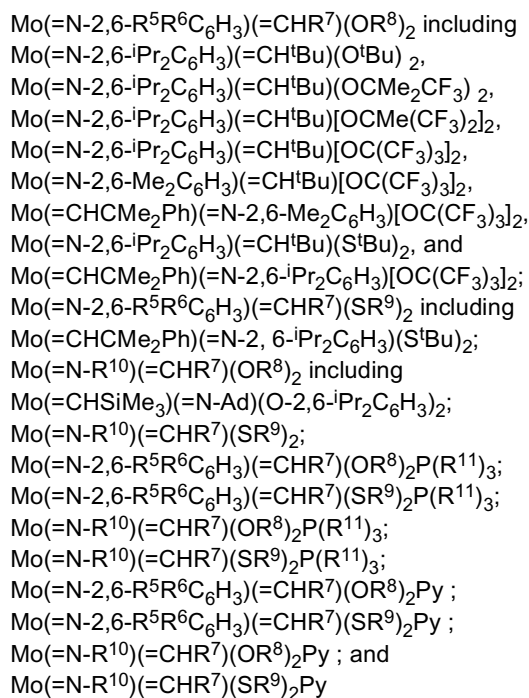 Mo(=N-2,6-R⁵R⁶C₆H₃)(=CHR⁷)(OR⁸)₂ including
Mo(=N-2,6-ⁱPr₂C₆H₃)(=CHᵗBu)(OᵗBu) ₂,
Mo(=N-2,6-ⁱPr₂C₆H₃)(=CHᵗBu)(OCMe₂CF₃) ₂,
Mo(=N-2,6-ⁱPr₂C₆H₃)(=CHᵗBu)[OCMe(CF₃)₂]₂,
Mo(=N-2,6-ⁱPr₂C₆H₃)(=CHᵗBu)[OC(CF₃)₃]₂,
Mo(=N-2,6-Me₂C₆H₃)(=CHᵗBu)[OC(CF₃)₃]₂,
Mo(=CHCMe₂Ph)(=N-2,6-Me₂C₆H₃)[OC(CF₃)₃]₂,
Mo(=N-2,6-ⁱPr₂C₆H₃)(=CHᵗBu)(SᵗBu)₂, and
Mo(=CHCMe₂Ph)(=N-2,6-ⁱPr₂C₆H₃)[OC(CF₃)₃]₂;
Mo(=N-2,6-R⁵R⁶C₆H₃)(=CHR⁷)(SR⁹)₂ including
Mo(=CHCMe₂Ph)(=N-2, 6-ⁱPr₂C₆H₃)(SᵗBu)₂;
Mo(=N-R¹⁰)(=CHR⁷)(OR⁸)₂ including
Mo(=CHSiMe₃)(=N-Ad)(O-2,6-ⁱPr₂C₆H₃)₂;
Mo(=N-R¹⁰)(=CHR⁷)(SR⁹)₂;
Mo(=N-2,6-R⁵R⁶C₆H₃)(=CHR⁷)(OR⁸)₂P(R¹¹)₃;
Mo(=N-2,6-R⁵R⁶C₆H₃)(=CHR⁷)(SR⁹)₂P(R¹¹)₃;
Mo(=N-R¹⁰)(=CHR⁷)(OR⁸)₂P(R¹¹)₃;
Mo(=N-R¹⁰)(=CHR⁷)(SR⁹)₂P(R¹¹)₃;
Mo(=N-2,6-R⁵R⁶C₆H₃)(=CHR⁷)(OR⁸)₂Py ;
Mo(=N-2,6-R⁵R⁶C₆H₃)(=CHR⁷)(SR⁹)₂Py ;
Mo(=N-R¹⁰)(=CHR⁷)(OR⁸)₂Py ; and
Mo(=N-R¹⁰)(=CHR⁷)(SR⁹)₂Py